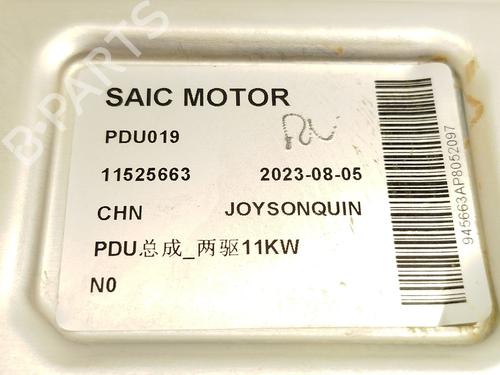 SAIC MOTOR
PDU019
11525663 2023-08-05
CHN JOYSONQUIN
PDU总成_两驱11KW
N0
945663AP8052097
B-PARTS